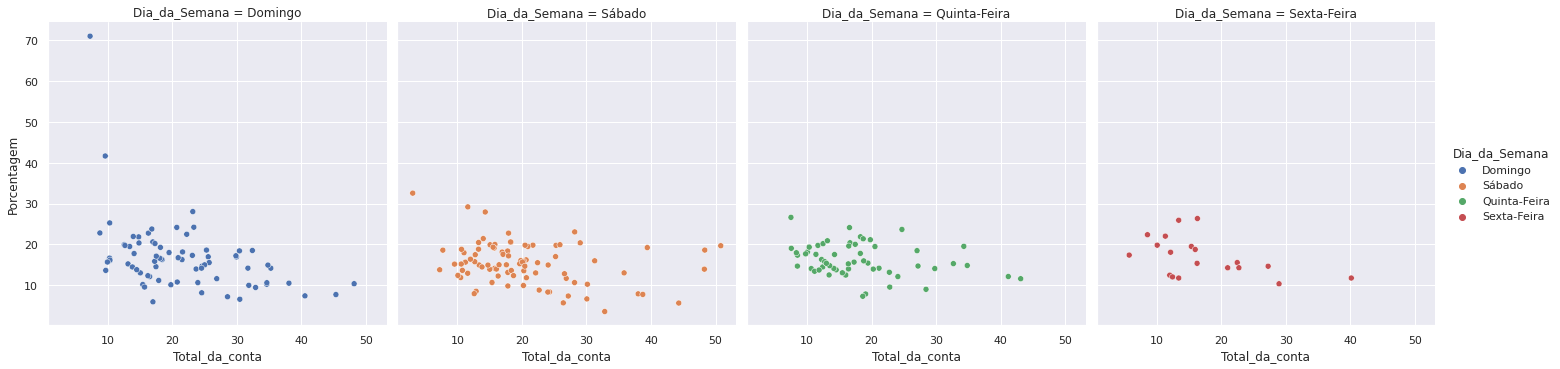 Dia_da_Semana = Domingo
Dia_da_Semana = Sábado
Dia_da_Semana = Quinta-Feira
Dia_da_Semana = Sexta-Feira
70
60
50
40
30
20
10
Porcentagem
10 20 30 40 50
10 20 30 40 50
10 20 30 40 50
10 20 30 40 50
Total_da_conta
Total_da_conta
Total_da_conta
Total_da_conta
Dia_da_Semana
Domingo
Sábado
Quinta-Feira
Sexta-Feira